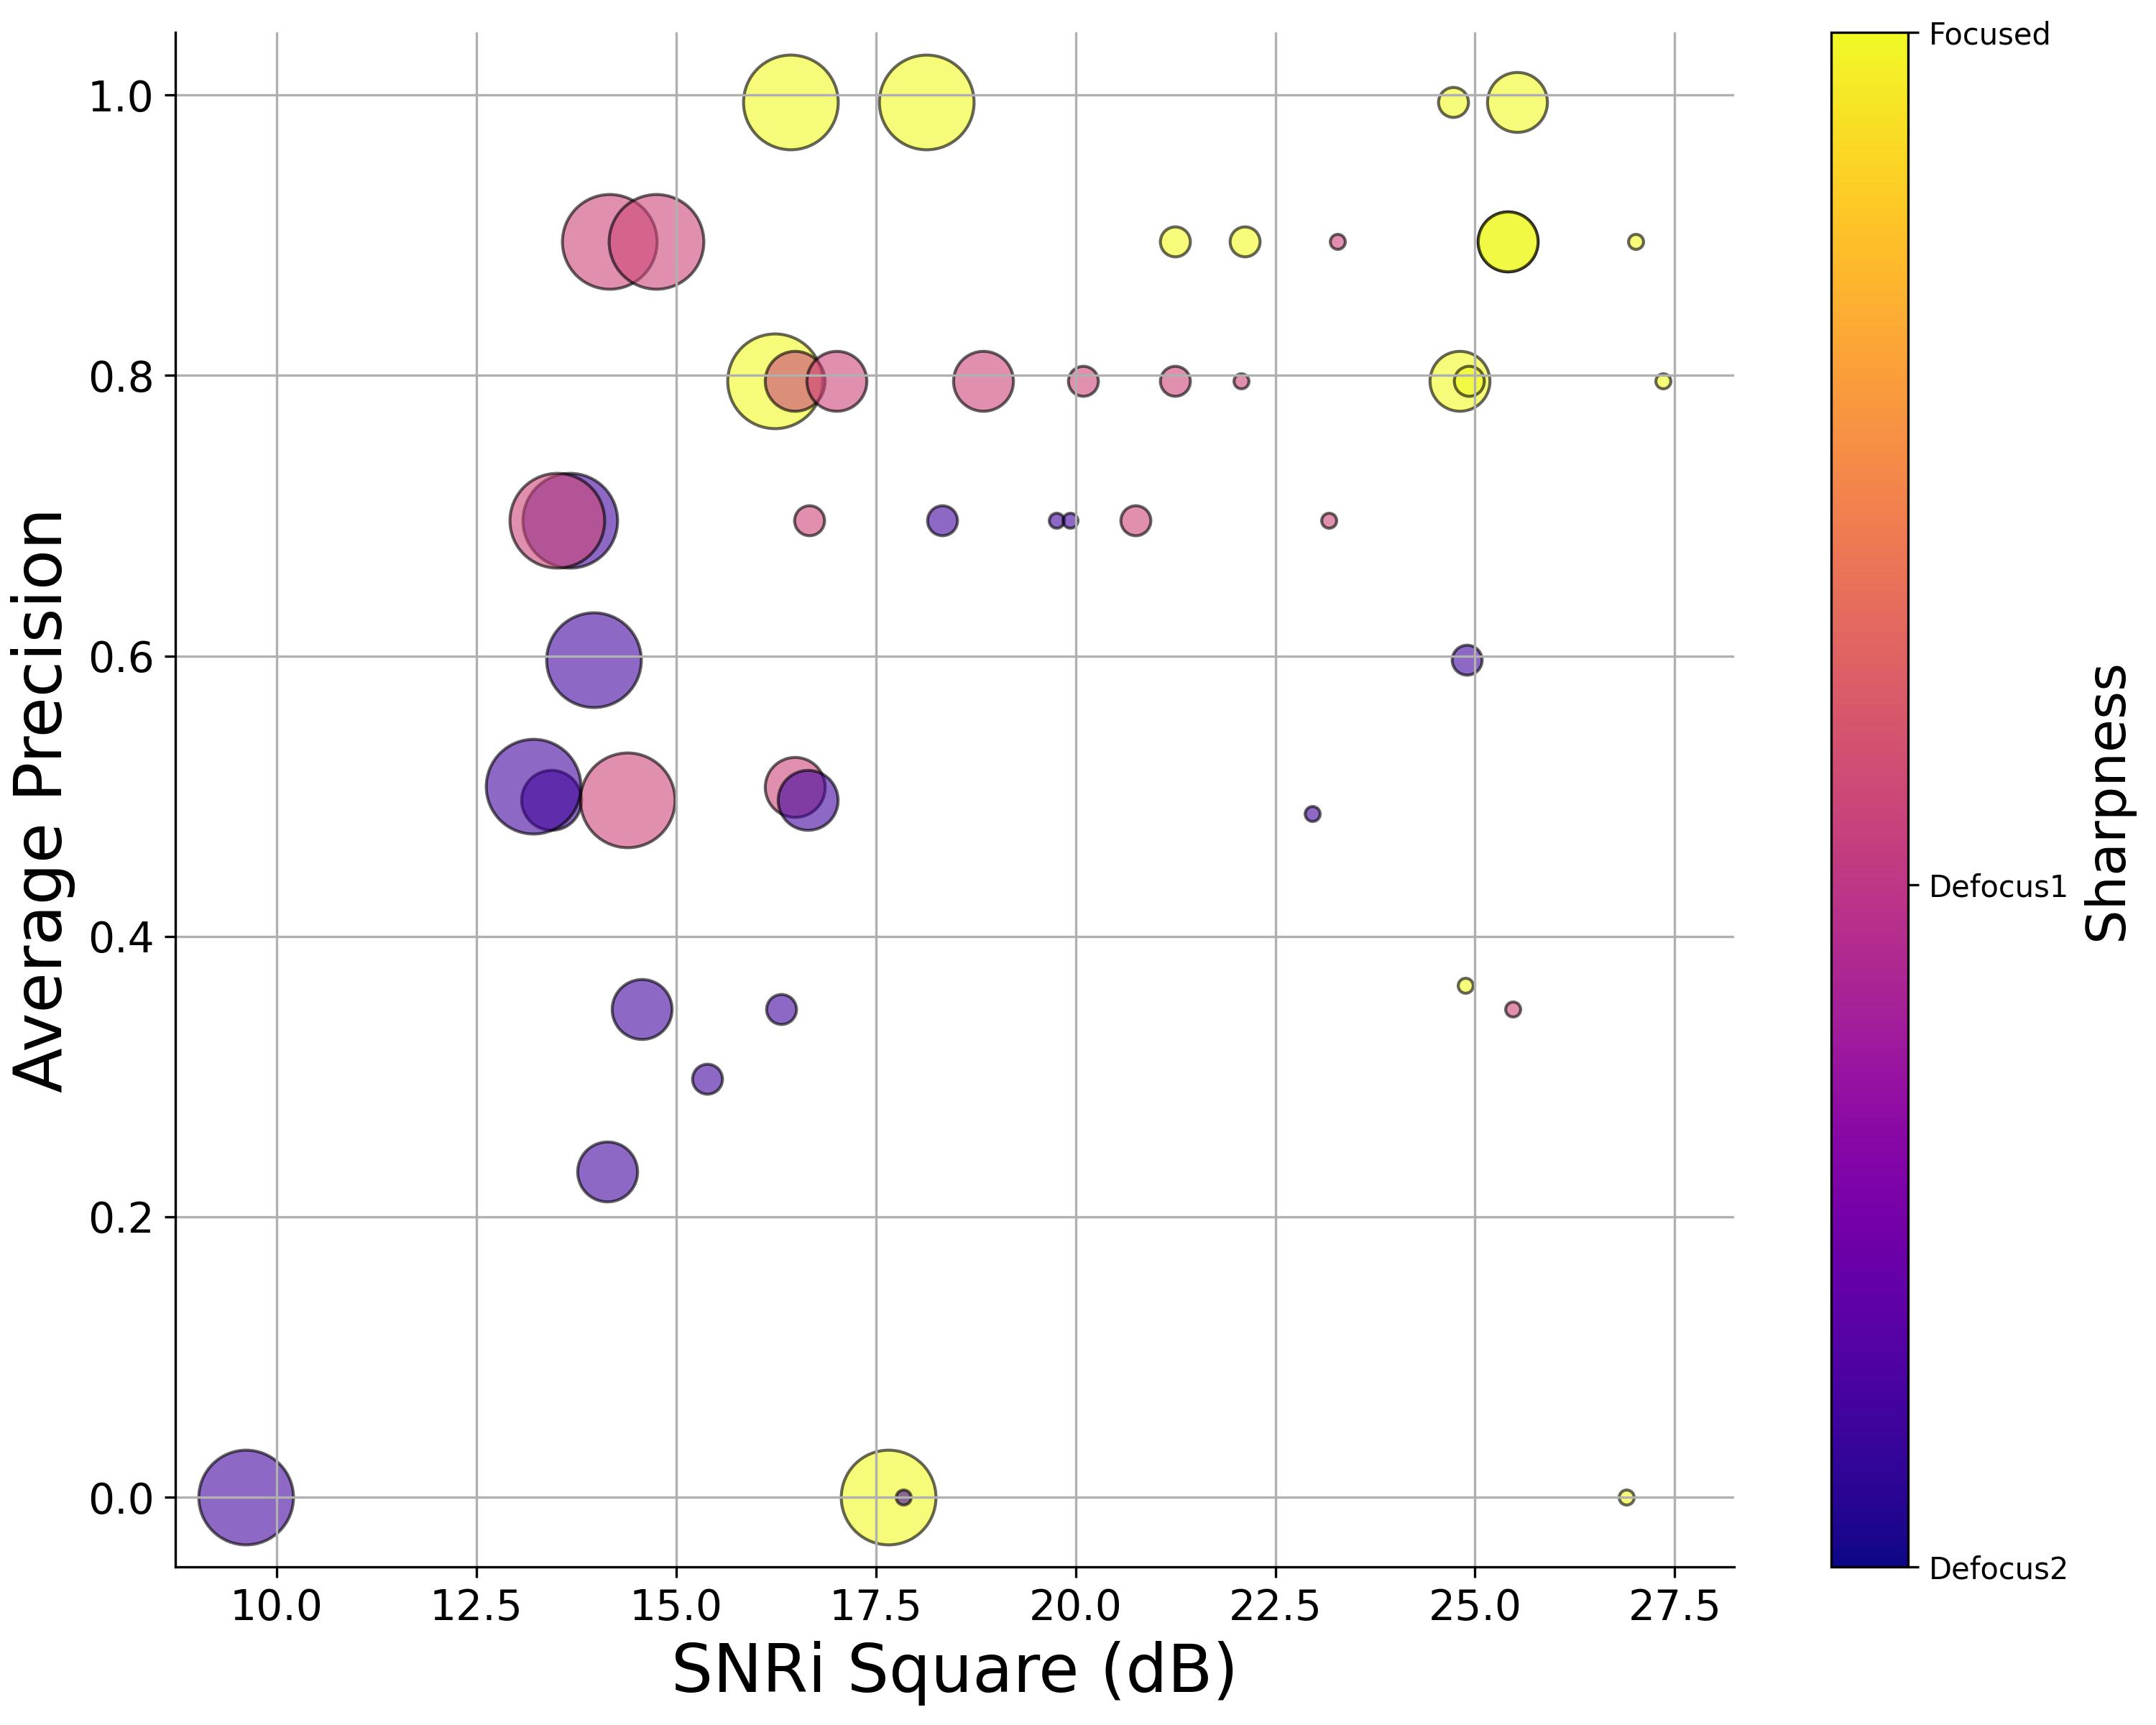 Average Precision
1.0
0.8
0.6
0.4
0.2
0.0
10.0 12.5 15.0 17.5 20.0 22.5 25.0 27.5
SNRi Square (dB)
Focused
Defocus1
Defocus2
Sharpness